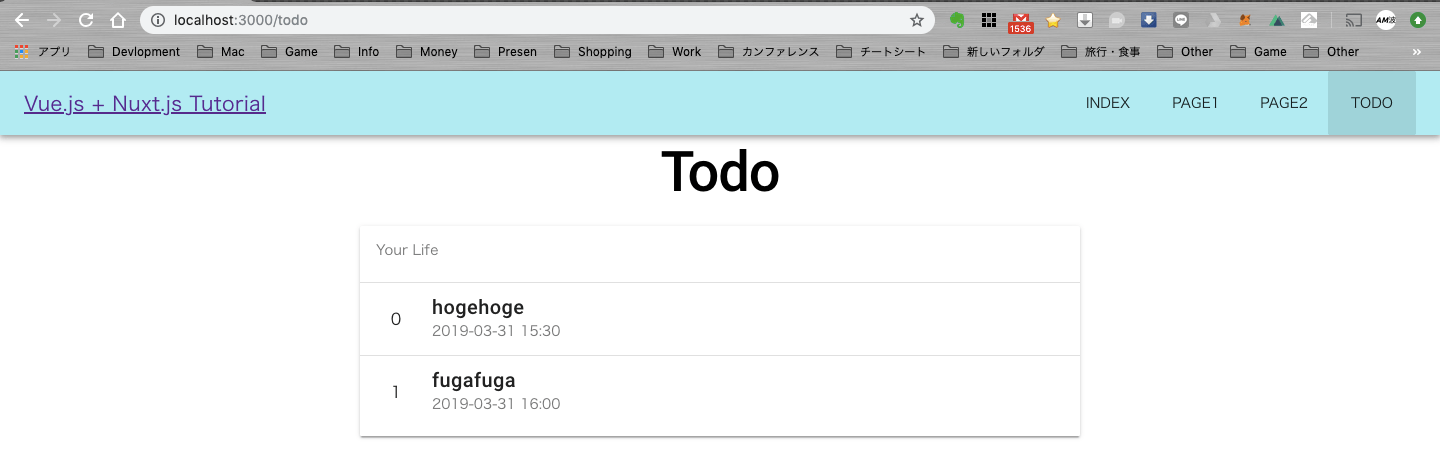 localhost:3000/todo
1536
AM波
アプリ Devlopment Mac Game Info Money Presen Shopping Work カンファレンス チートシート 新しいフォルダ 旅行・食事 Other Game Other »
Vue.js + Nuxt.js Tutorial INDEX PAGE1 PAGE2 TODO
Todo
Your Life
0 hogehoge
2019-03-31 15:30
1 fugafuga
2019-03-31 16:00